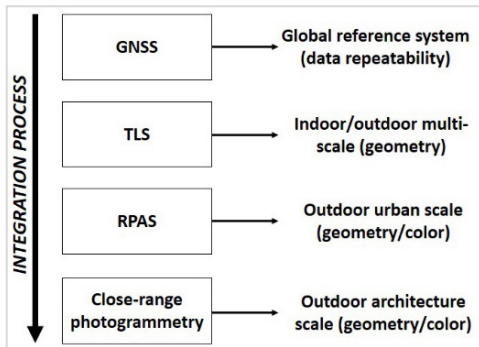 INTEGRATION PROCESS
GNSS
Global reference system
(data repeatability)
TLS
Indoor/outdoor multi-
scale (geometry)
RPAS
Outdoor urban scale
(geometry/color)
Close-range
photogrammetry
Outdoor architecture
scale (geometry/color)